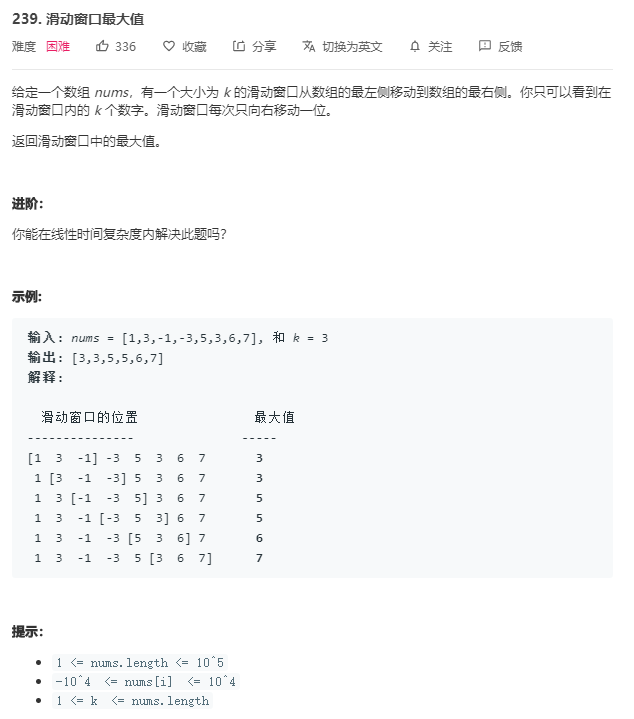 239. 滑动窗口最大值
难度 困难 336 收藏 分享 切换为英文 关注 反馈
给定一个数组 nums，有一个大小为 k 的滑动窗口从数组的最左侧移动到数组的最右侧。你只可以看到在
滑动窗口内的 k 个数字。滑动窗口每次只向右移动一位。
返回滑动窗口中的最大值。
进阶：
你能在线性时间复杂度内解决此题吗？
示例:
输入: nums = [1,3,-1,-3,5,3,6,7], 和 k = 3
输出: [3,3,5,5,6,7]
解释:
滑动窗口的位置 最大值
--------------- -----
[1 3 -1] -3 5 3 6 7 3
1 [3 -1 -3] 5 3 6 7 3
1 3 [-1 -3 5] 3 6 7 5
1 3 -1 [-3 5 3] 6 7 5
1 3 -1 -3 [5 3 6] 7 6
1 3 -1 -3 5 [3 6 7] 7
提示：
1 <= nums.length <= 10^5
-10^4 <= nums[i] <= 10^4
1 <= k <= nums.length